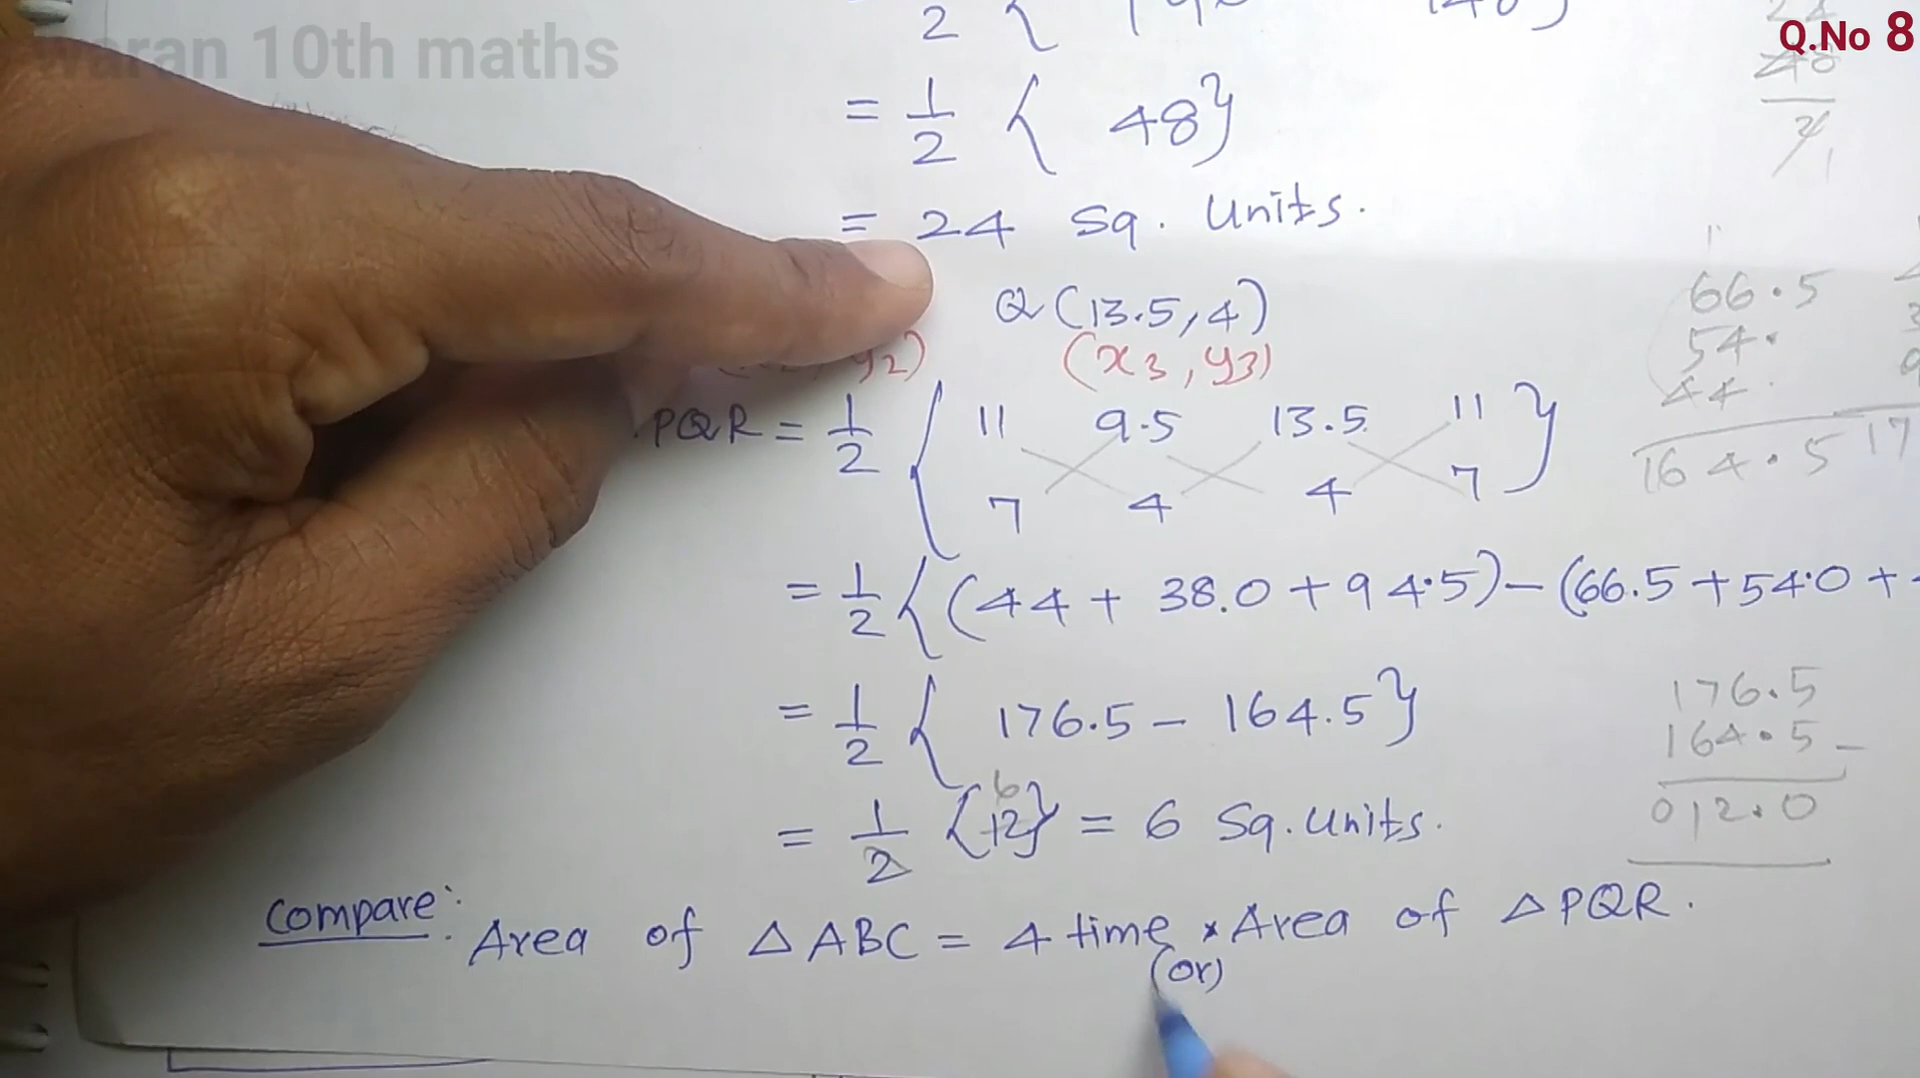 waran 10th maths
Q.No 8
2 {
= 1/2 { 48}
= 24 Sq. Units.
Q(13.5,4)
y2) (x3, y3)
PQR = 1/2 { 11 9.5 13.5 11 }
7 4 4 7
= 1/2 { (44 + 38.0 + 94.5) - (66.5 + 54.0 +
= 1/2 { 176.5 - 164.5}
6
= 1/2 {12} = 6 Sq. Units.
Compare: Area of △ABC = 4 time × Area of △PQR.
(or)
66.5
54.
44.
164.5
17
176.5
164.5 -
012.0